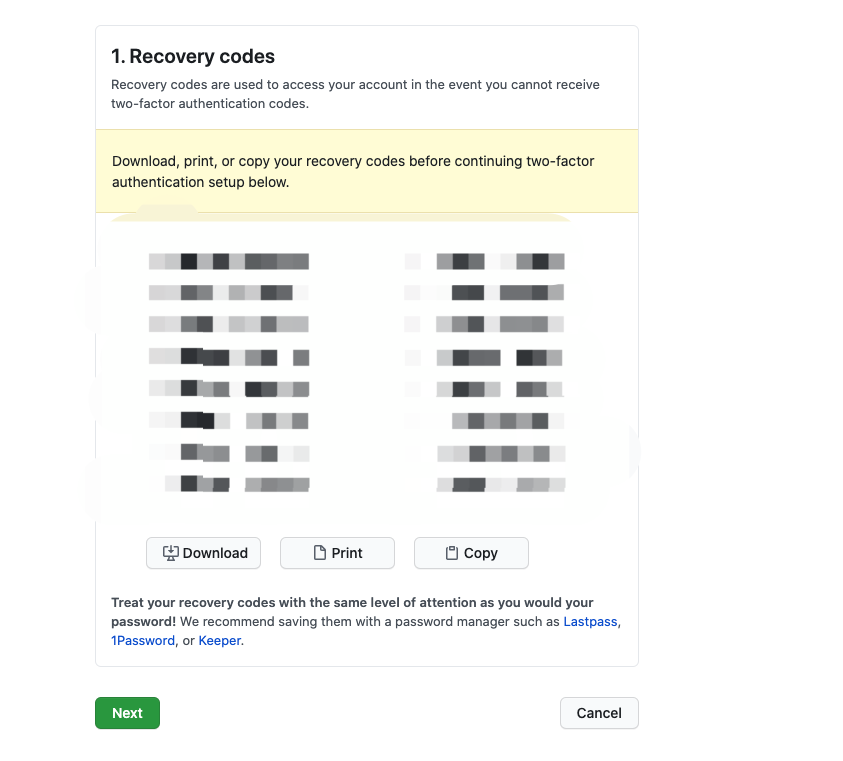 1. Recovery codes
Recovery codes are used to access your account in the event you cannot receive
two-factor authentication codes.
Download, print, or copy your recovery codes before continuing two-factor
authentication setup below.
Download
Print
Copy
Treat your recovery codes with the same level of attention as you would your
password! We recommend saving them with a password manager such as Lastpass,
1Password, or Keeper.
Next
Cancel